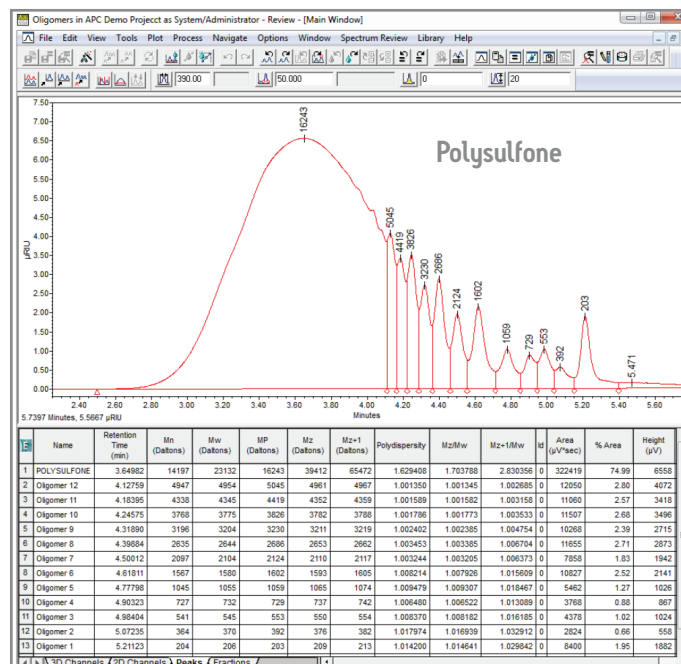 Oligomers in APC Demo Project as System/Administrator - Review - [Main Window]
File Edit View Tools Plot Process Navigate Options Window Spectrum Review Library Help
390.00 50.000 0 20
Polysulfone
7.50
7.00
6.50
6.00
5.50
5.00
4.50
4.00
3.50
3.00
2.50
2.00
1.50
1.00
0.50
0.00
µRIU
16243
5045
4419
3826
3230
2686
2124
1602
1059
729
553
392
203
5.471
2.40 2.60 2.80 3.00 3.20 3.40 3.60 3.80 4.00 4.20 4.40 4.60 4.80 5.00 5.20 5.40 5.60
Minutes
5.7397 Minutes, 5.5667 µRIU
Name Retention Time (min) Mn (Daltons) Mw (Daltons) MP (Daltons) Mz (Daltons) Mz+1 (Daltons) Polydispersity Mz/Mw Mz+1/Mw Id Area (µV*sec) % Area Height (µV)
1 POLYSULFONE 3.64982 14197 23132 16243 39412 65472 1.629408 1.703788 2.830356 0 322419 74.99 6558
2 Oligomer 12 4.12759 4947 4954 5045 4961 4967 1.001350 1.001345 1.002685 0 12050 2.80 4072
3 Oligomer 11 4.18395 4338 4345 4419 4352 4359 1.001589 1.001582 1.003158 0 11060 2.57 3418
4 Oligomer 10 4.24575 3768 3775 3826 3782 3788 1.001786 1.001773 1.003533 0 11507 2.68 3496
5 Oligomer 9 4.31890 3196 3204 3230 3211 3219 1.002402 1.002385 1.004754 0 10268 2.39 2715
6 Oligomer 8 4.39884 2635 2644 2686 2653 2662 1.003453 1.003385 1.006704 0 11655 2.71 2873
7 Oligomer 7 4.50012 2097 2104 2124 2110 2117 1.003244 1.003205 1.006373 0 7858 1.83 1942
8 Oligomer 6 4.61811 1567 1580 1602 1593 1605 1.008214 1.007926 1.015609 0 10827 2.52 2141
9 Oligomer 5 4.77798 1045 1055 1059 1065 1074 1.009479 1.009307 1.018467 0 5462 1.27 1026
10 Oligomer 4 4.90323 727 732 729 737 742 1.006480 1.006522 1.013089 0 3768 0.88 867
11 Oligomer 3 4.98404 541 545 553 550 554 1.008370 1.008182 1.016195 0 4378 1.02 1024
12 Oligomer 2 5.07235 364 370 392 376 382 1.017974 1.016939 1.032912 0 2824 0.66 558
13 Oligomer 1 5.21123 204 206 203 209 213 1.014200 1.014641 1.029841 0 8400 1.95 1882
3D Channels 2D Channels Peaks Fractions